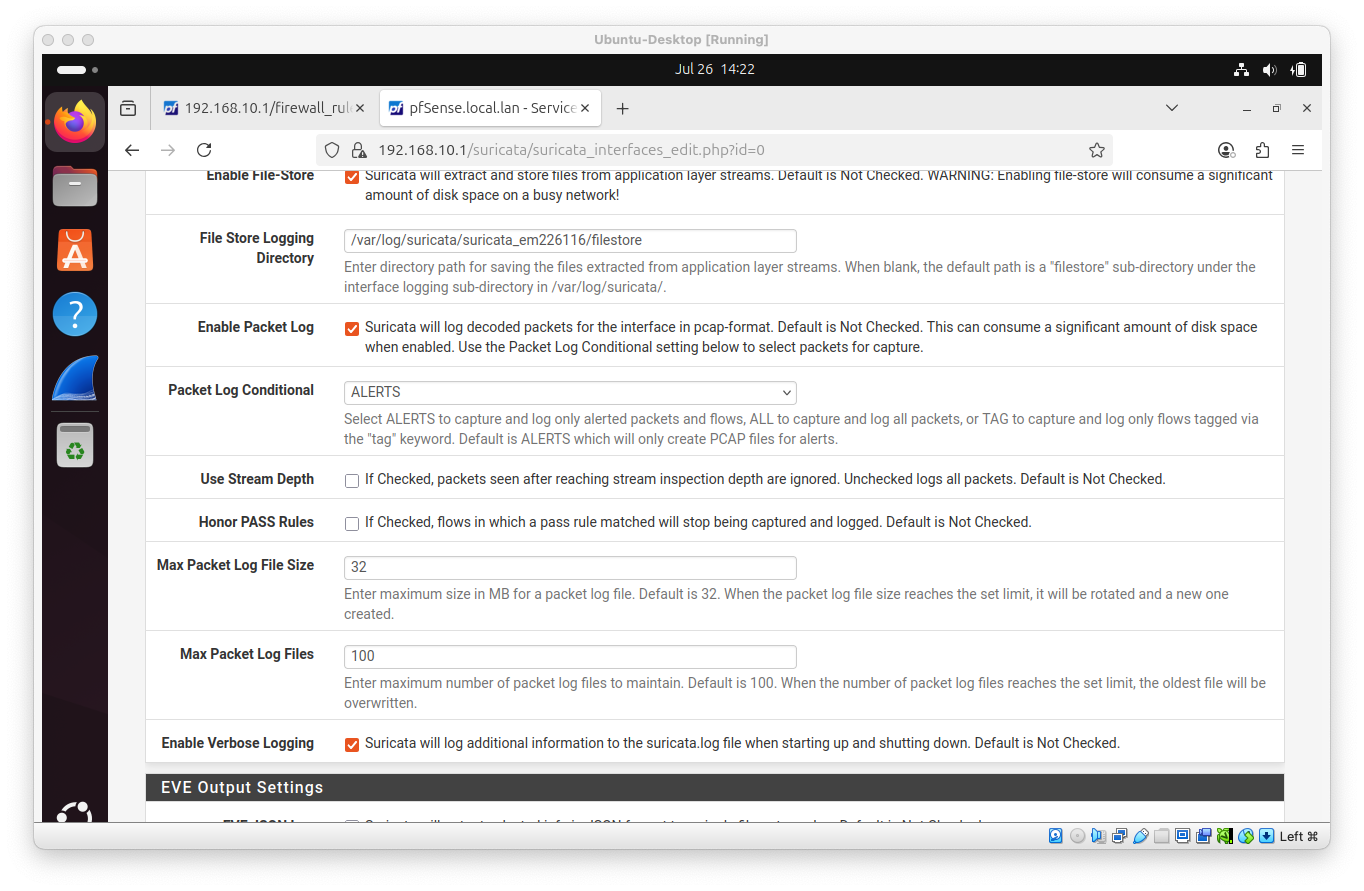 Ubuntu-Desktop [Running]
Jul 26 14:22
192.168.10.1/firewall_rul
pfSense.local.lan - Service
192.168.10.1/suricata/suricata_interfaces_edit.php?id=0
Enable File-Store
Suricata will extract and store files from application layer streams. Default is Not Checked. WARNING: Enabling file-store will consume a significant
amount of disk space on a busy network!
File Store Logging
Directory
/var/log/suricata/suricata_em226116/filestore
Enter directory path for saving the files extracted from application layer streams. When blank, the default path is a "filestore" sub-directory under the
interface logging sub-directory in /var/log/suricata/.
Enable Packet Log
Suricata will log decoded packets for the interface in pcap-format. Default is Not Checked. This can consume a significant amount of disk space
when enabled. Use the Packet Log Conditional setting below to select packets for capture.
Packet Log Conditional
ALERTS
Select ALERTS to capture and log only alerted packets and flows, ALL to capture and log all packets, or TAG to capture and log only flows tagged via
the "tag" keyword. Default is ALERTS which will only create PCAP files for alerts.
Use Stream Depth
If Checked, packets seen after reaching stream inspection depth are ignored. Unchecked logs all packets. Default is Not Checked.
Honor PASS Rules
If Checked, flows in which a pass rule matched will stop being captured and logged. Default is Not Checked.
Max Packet Log File Size
32
Enter maximum size in MB for a packet log file. Default is 32. When the packet log file size reaches the set limit, it will be rotated and a new one
created.
Max Packet Log Files
100
Enter maximum number of packet log files to maintain. Default is 100. When the number of packet log files reaches the set limit, the oldest file will be
overwritten.
Enable Verbose Logging
Suricata will log additional information to the suricata.log file when starting up and shutting down. Default is Not Checked.
EVE Output Settings
Left ⌘